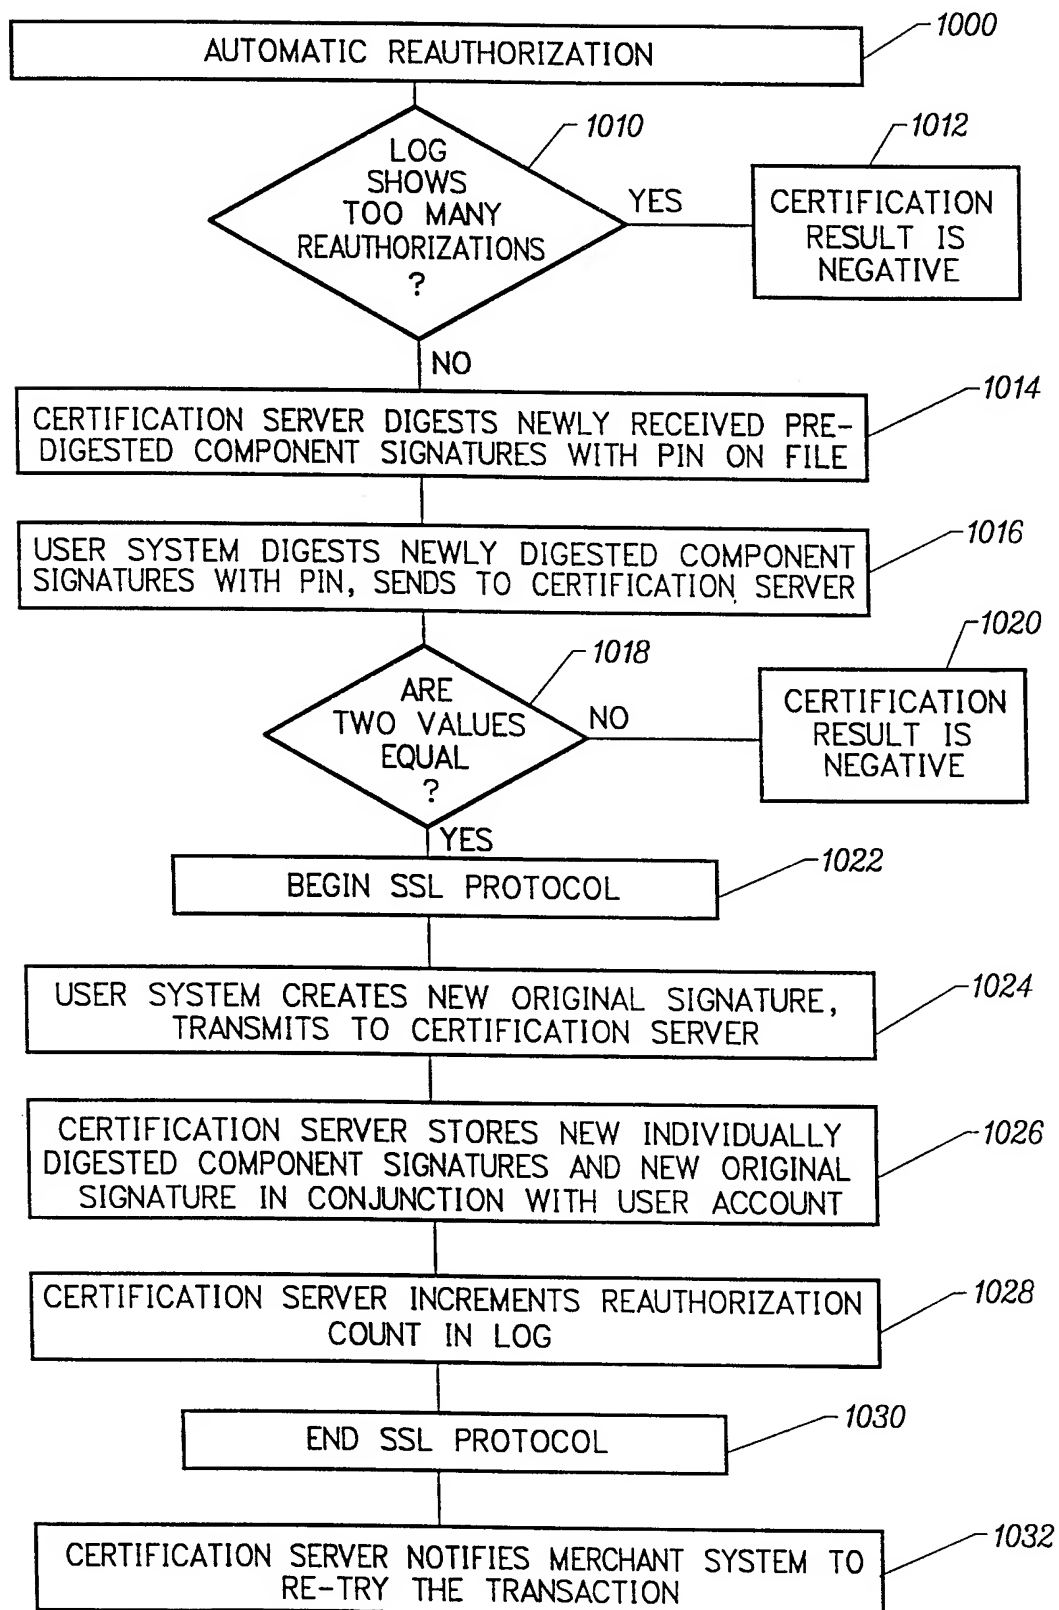 1000
AUTOMATIC REAUTHORIZATION
1010
LOG
SHOWS
TOO MANY
REAUTHORIZATIONS
?
YES
1012
CERTIFICATION
RESULT IS
NEGATIVE
NO
1014
CERTIFICATION SERVER DIGESTS NEWLY RECEIVED PRE-
DIGESTED COMPONENT SIGNATURES WITH PIN ON FILE
1016
USER SYSTEM DIGESTS NEWLY DIGESTED COMPONENT
SIGNATURES WITH PIN, SENDS TO CERTIFICATION SERVER
1018
ARE
TWO VALUES
EQUAL
?
NO
1020
CERTIFICATION
RESULT IS
NEGATIVE
YES
1022
BEGIN SSL PROTOCOL
1024
USER SYSTEM CREATES NEW ORIGINAL SIGNATURE,
TRANSMITS TO CERTIFICATION SERVER
1026
CERTIFICATION SERVER STORES NEW INDIVIDUALLY
DIGESTED COMPONENT SIGNATURES AND NEW ORIGINAL
SIGNATURE IN CONJUNCTION WITH USER ACCOUNT
1028
CERTIFICATION SERVER INCREMENTS REAUTHORIZATION
COUNT IN LOG
1030
END SSL PROTOCOL
1032
CERTIFICATION SERVER NOTIFIES MERCHANT SYSTEM TO
RE-TRY THE TRANSACTION